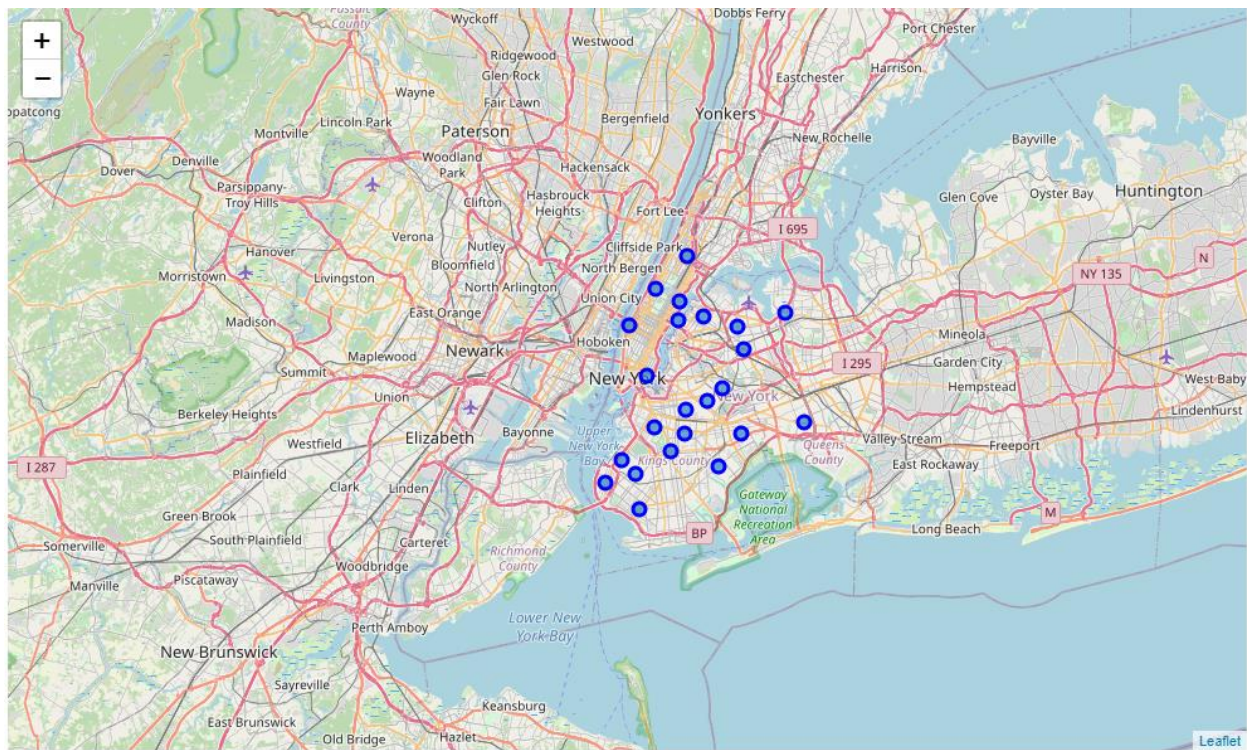 Passaic
County
Wyckoff
Dobbs Ferry
Port Chester
+
Ridgewood
Westwood
Harrison
−
Glen Rock
Eastchester
Wayne
Fair Lawn
opatcong
Lincoln Park
Bergenfield
Yonkers
Montville
Paterson
New Rochelle
Bayville
Denville
Woodland
Park
Hackensack
Dover
Parsippany-
Troy Hills
Hasbrouck
Heights
Oyster Bay
Huntington
Clifton
Glen Cove
Fort Lee
Verona
Nutley
I 695
Hanover
Cliffside Park
Bloomfield
North Bergen
N
Morristown
Livingston
North Arlington
NY 135
Union City
East Orange
Madison
Mineola
Maplewood
Newark
Hoboken
I 295
Garden City
Summit
New York
Hempstead
West Baby
Berkeley Heights
Union
New York
Lindenhurst
Elizabeth
Bayonne
Upper
New York
Bay
Valley Stream
Freeport
Westfield
Queens
County
I 287
Kings County
East Rockaway
Plainfield
Clark
Linden
Gateway
National
Recreation
Area
Green Brook
M
Somerville
South Plainfield
Carteret
BP
Long Beach
Richmond
County
Manville
Piscataway
Woodbridge
Lower New
York Bay
Perth Amboy
New Brunswick
Sayreville
Keansburg
East Brunswick
Old Bridge
Hazlet
Leaflet